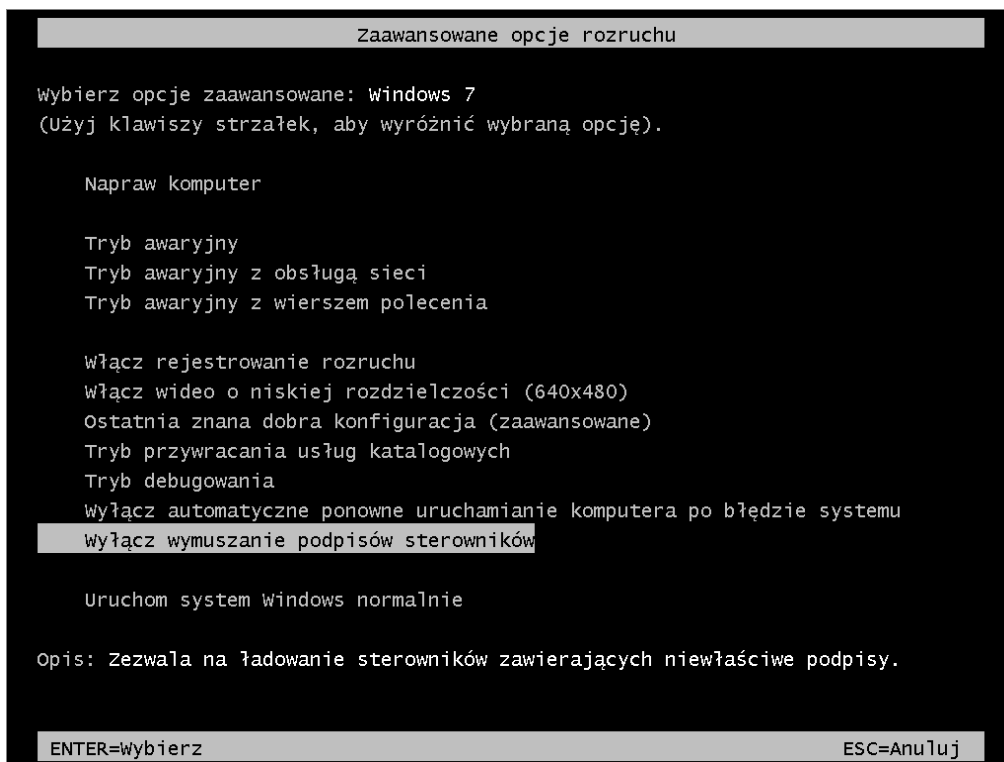 Zaawansowane opcje rozruchu
Wybierz opcje zaawansowane: Windows 7
(Użyj klawiszy strzałek, aby wyróżnić wybraną opcję).
Napraw komputer
Tryb awaryjny
Tryb awaryjny z obsługą sieci
Tryb awaryjny z wierszem polecenia
Włącz rejestrowanie rozruchu
Włącz wideo o niskiej rozdzielczości (640x480)
Ostatnia znana dobra konfiguracja (zaawansowane)
Tryb przywracania usług katalogowych
Tryb debugowania
Wyłącz automatyczne ponowne uruchamianie komputera po błędzie systemu
Wyłącz wymuszanie podpisów sterowników
Uruchom system Windows normalnie
Opis: Zezwala na ładowanie sterowników zawierających niewłaściwe podpisy.
ENTER=Wybierz ESC=Anuluj